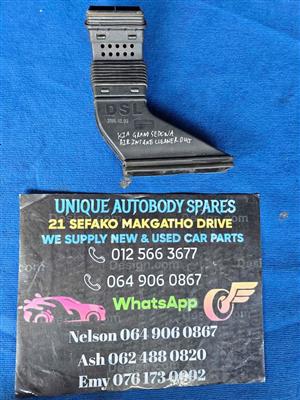 DSL
KIA GRAND SEDONA
AIR INTAKE CLEANER DUCT
UNIQUE AUTOBODY SPARES
21 SEFAKO MAKGATHO DRIVE
WE SUPPLY NEW & USED CAR PARTS
012 566 3677
064 906 0867
WhatsApp
Nelson 064 906 0867
Ash 062 488 0820
Emy 076 173 0092